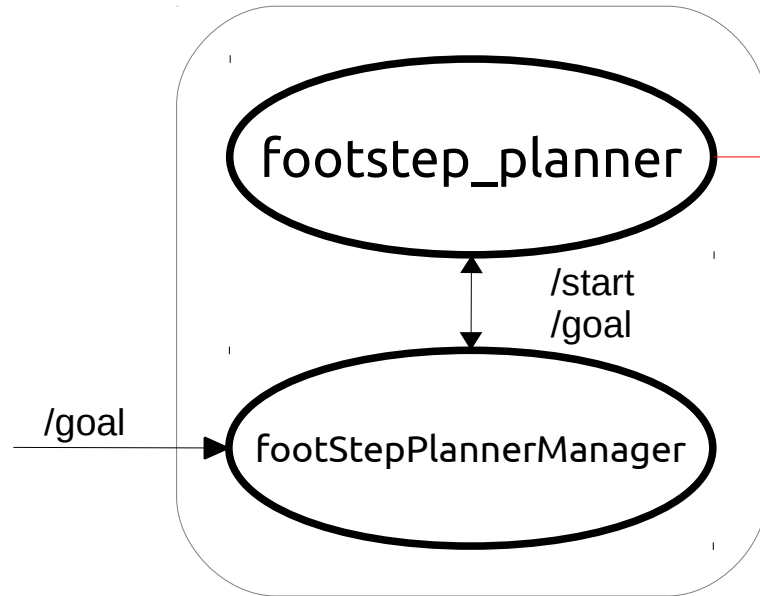 footstep_planner
/start
/goal
/goal
footStepPlannerManager